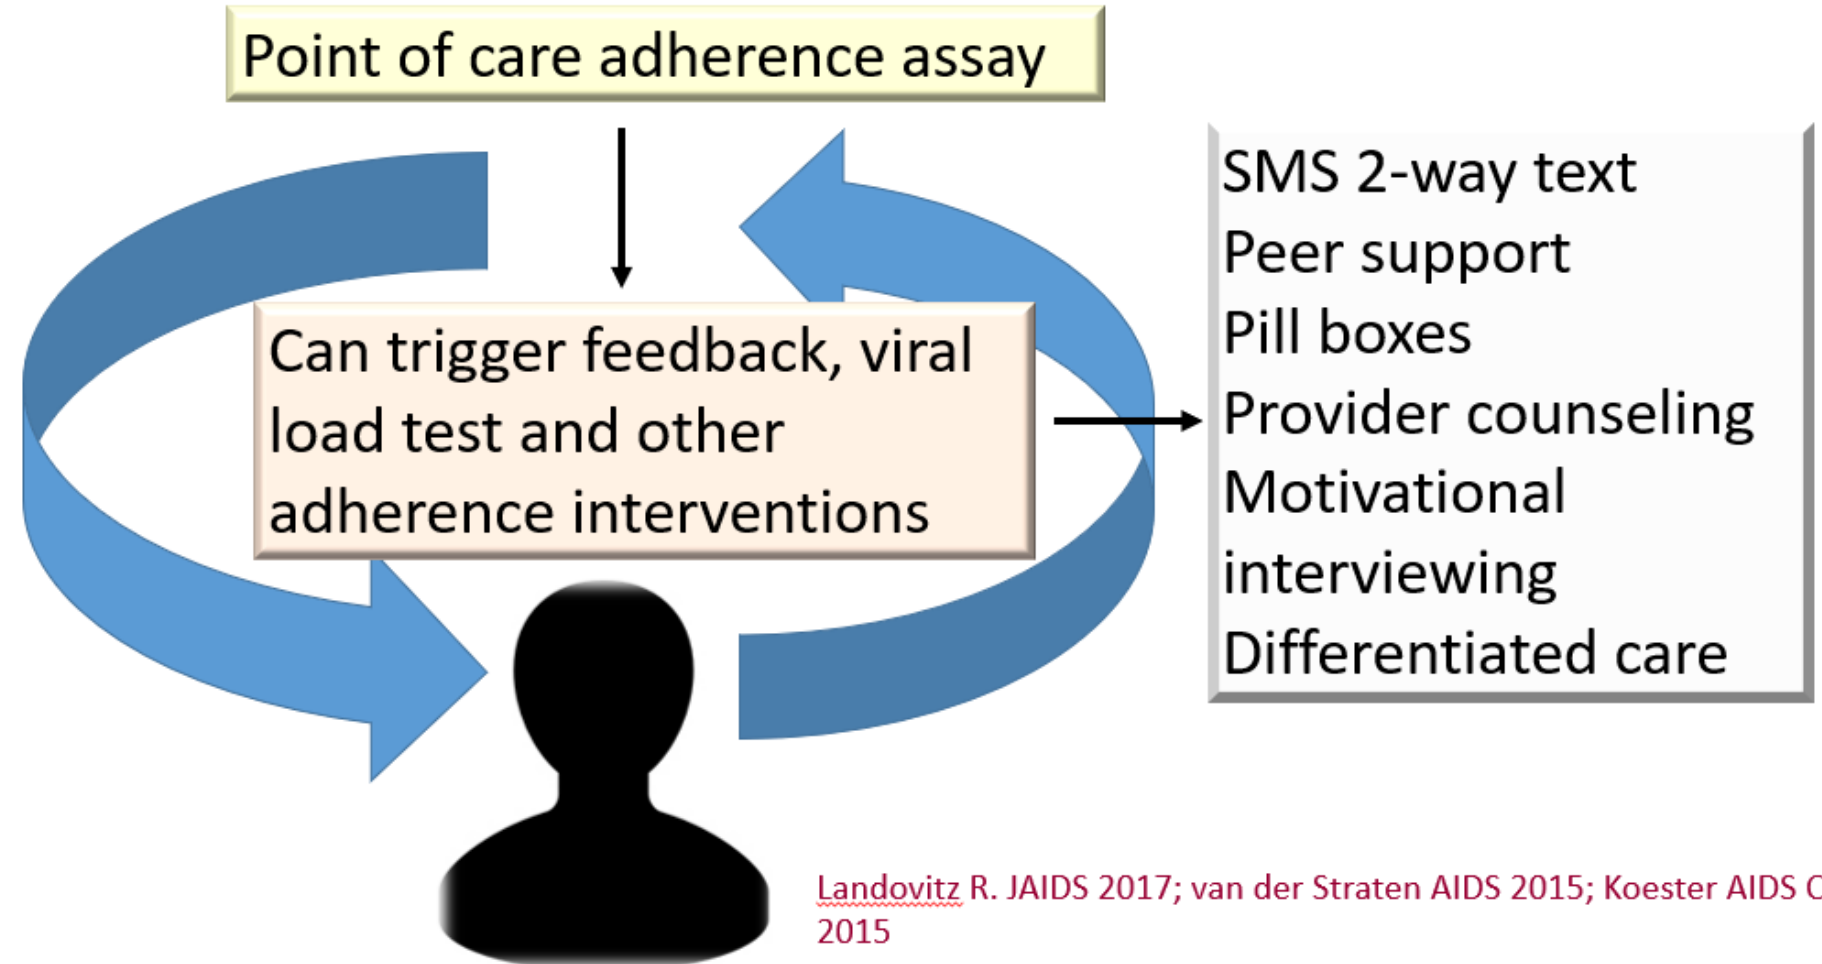 Point of care adherence assay
Can trigger feedback, viral
load test and other
adherence interventions
SMS 2-way text
Peer support
Pill boxes
Provider counseling
Motivational
interviewing
Differentiated care
Landovitz R. JAIDS 2017; van der Straten AIDS 2015; Koester AIDS
2015